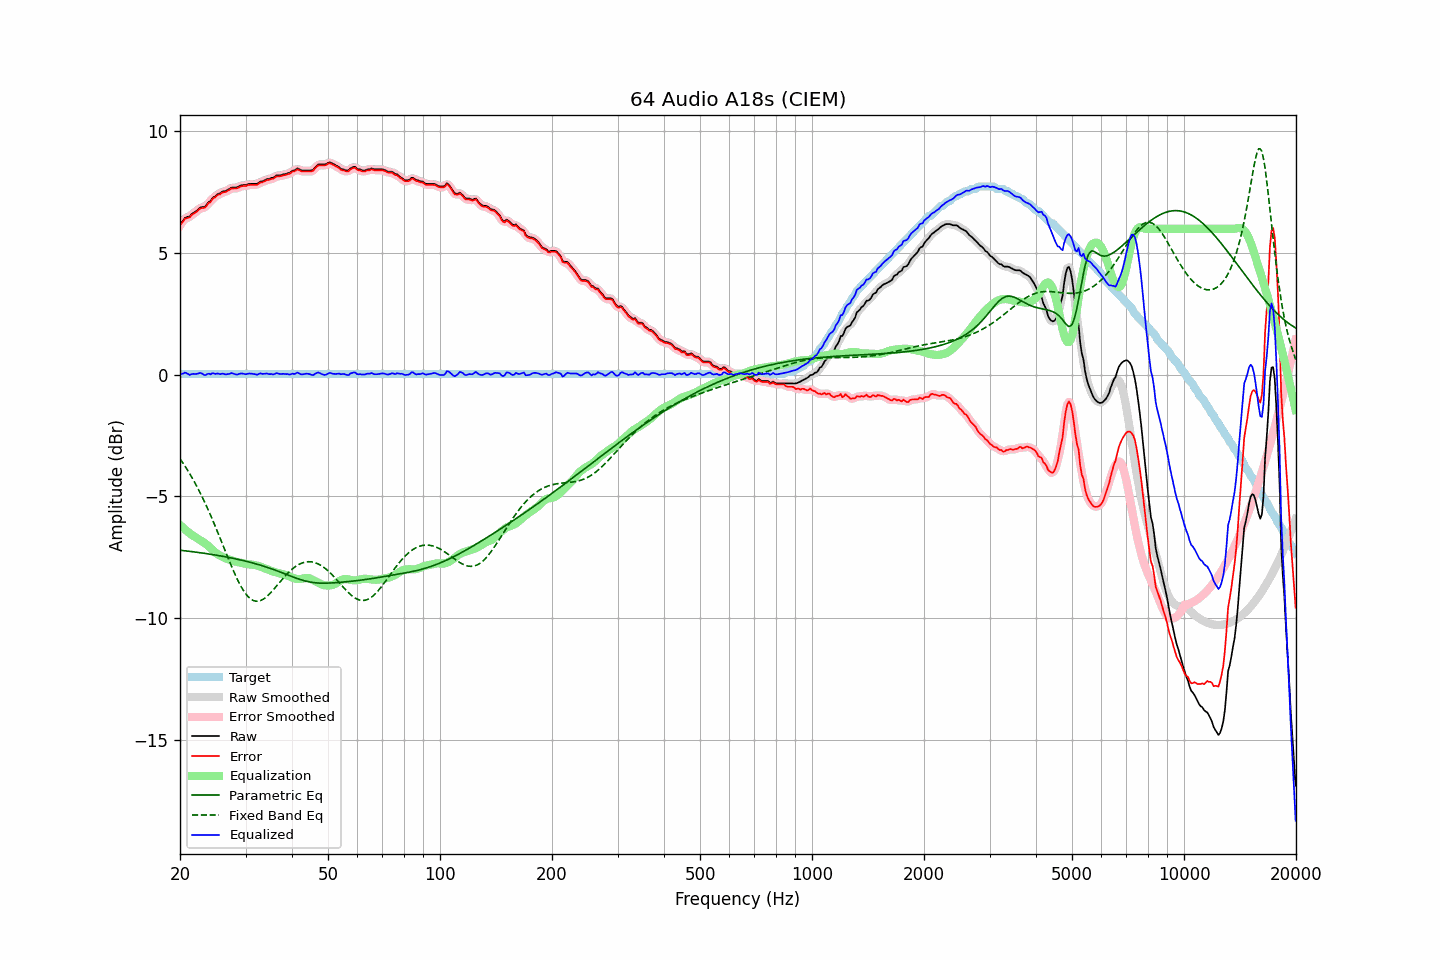 64 Audio A18s (CIEM)
10
5
0
−5
−10
−15
Amplitude (dBr)
Target
Raw Smoothed
Error Smoothed
Raw
Error
Equalization
Parametric Eq
Fixed Band Eq
Equalized
20 50 100 200 500 1000 2000 5000 10000 20000
Frequency (Hz)